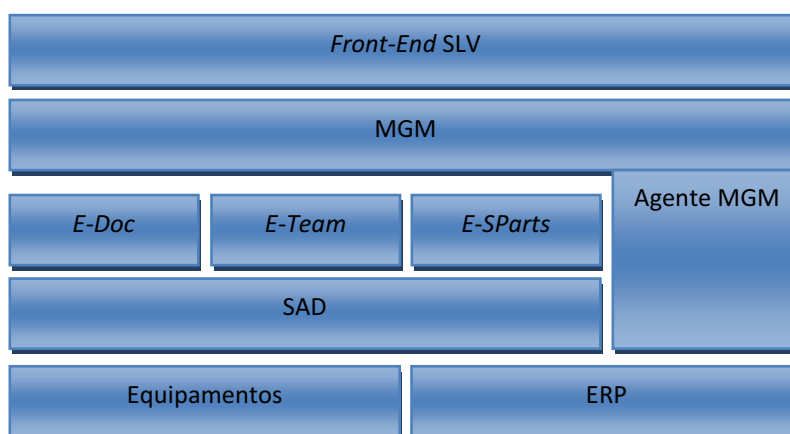 Front-End SLV
MGM
Agente MGM
E-Doc
E-Team
E-SParts
SAD
Equipamentos
ERP